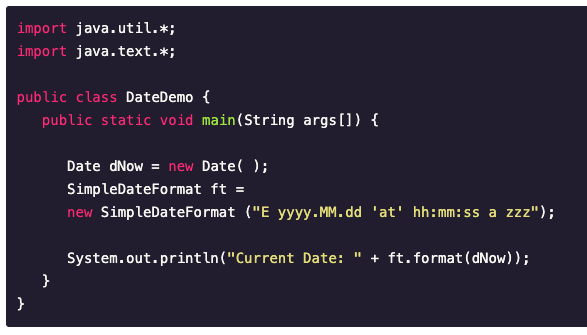 import java.util.*;
import java.text.*;
public class DateDemo {
public static void main(String args[]) {
Date dNow = new Date( );
SimpleDateFormat ft =
new SimpleDateFormat ("E yyyy.MM.dd 'at' hh:mm:ss a zzz");
System.out.println("Current Date: " + ft.format(dNow));
}
}